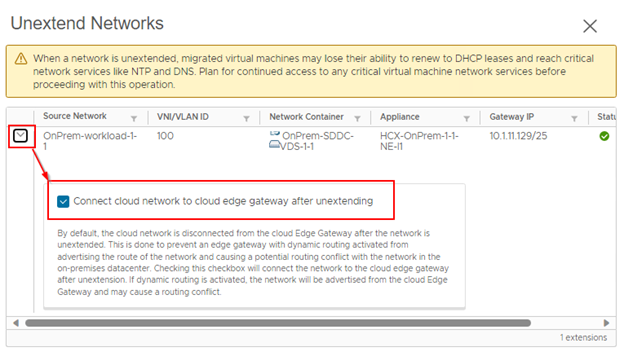 Unextend Networks
When a network is unextended, migrated virtual machines may lose their ability to renew to DHCP leases and reach critical
network services like NTP and DNS. Plan for continued access to any critical virtual machine network services before
proceeding with this operation.
Source Network VNI/VLAN ID Network Container Appliance Gateway IP Statu
OnPrem-workload-1- 100 OnPrem-SDDC- HCX-OnPrem-1-1- 10.1.11.129/25
1 VDS-1-1 NE-I1
Connect cloud network to cloud edge gateway after unextending
By default, the cloud network is disconnected from the cloud Edge Gateway after the network is
unextended. This is done to prevent an edge gateway with dynamic routing activated from
advertising the route of the network and causing a potential routing conflict with the network in the
on-premises datacenter. Checking this checkbox will connect the network to the cloud edge gateway
after unextension. If dynamic routing is activated, the network will be advertised from the cloud Edge
Gateway and may cause a routing conflict.
1 extensions